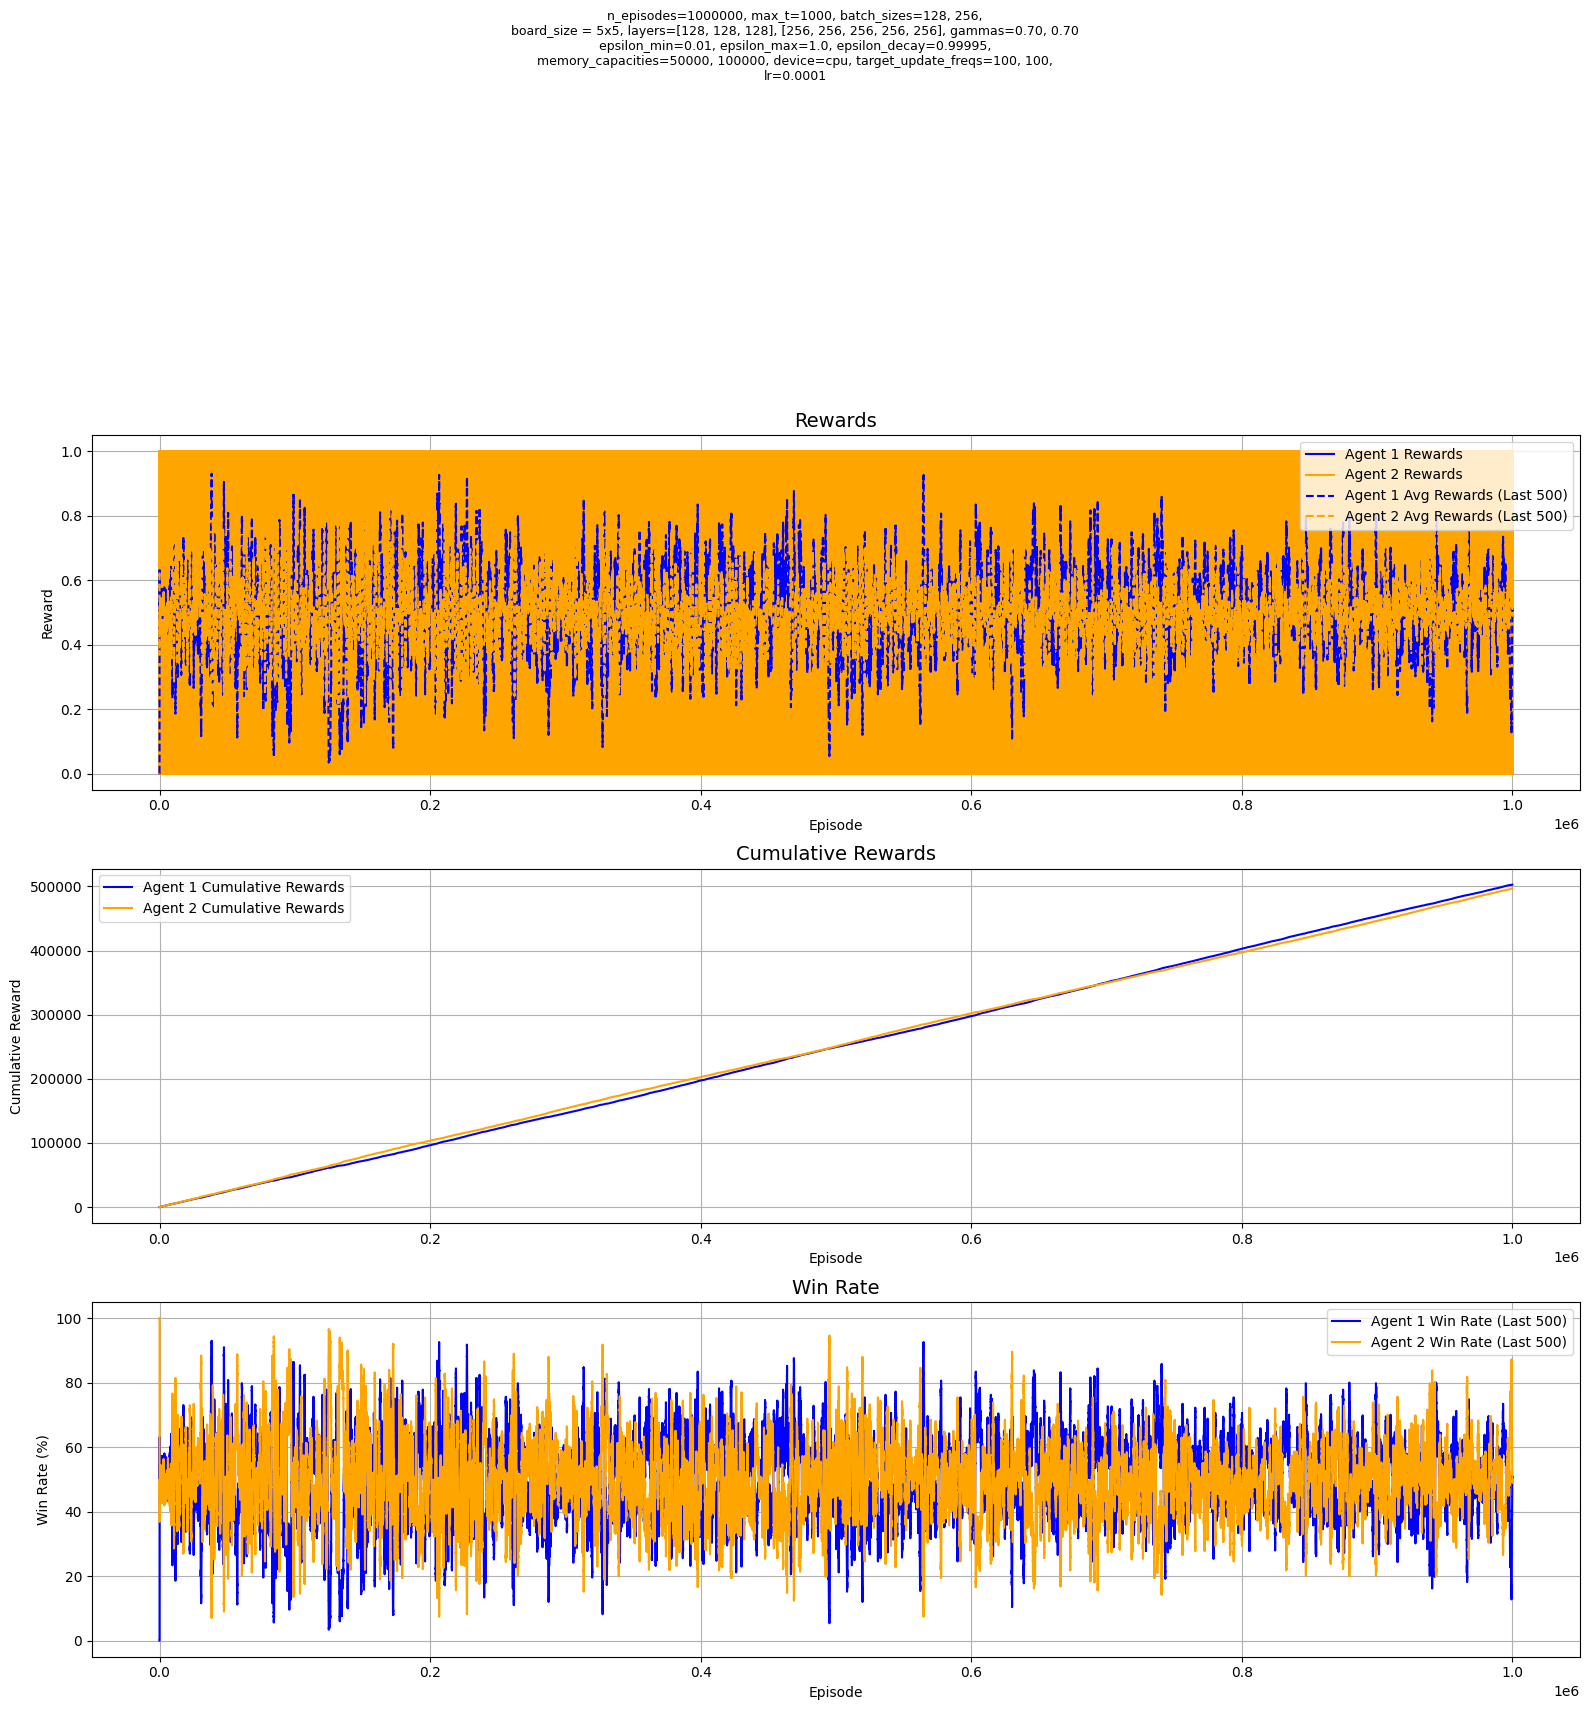 n_episodes=1000000, max_t=1000, batch_sizes=128, 256,
board_size = 5x5, layers=[128, 128, 128], [256, 256, 256, 256, 256], gammas=0.70, 0.70
epsilon_min=0.01, epsilon_max=1.0, epsilon_decay=0.99995,
memory_capacities=50000, 100000, device=cpu, target_update_freqs=100, 100,
lr=0.0001
Rewards
Agent 1 Rewards
Agent 2 Rewards
Agent 1 Avg Rewards (Last 500)
Agent 2 Avg Rewards (Last 500)
Reward
1.0
0.8
0.6
0.4
0.2
0.0
0.0 0.2 0.4 0.6 0.8 1.0
1e6
Episode
Cumulative Rewards
Agent 1 Cumulative Rewards
Agent 2 Cumulative Rewards
Cumulative Reward
500000
400000
300000
200000
100000
0
0.0 0.2 0.4 0.6 0.8 1.0
1e6
Episode
Win Rate
Agent 1 Win Rate (Last 500)
Agent 2 Win Rate (Last 500)
Win Rate (%)
100
80
60
40
20
0
0.0 0.2 0.4 0.6 0.8 1.0
1e6
Episode